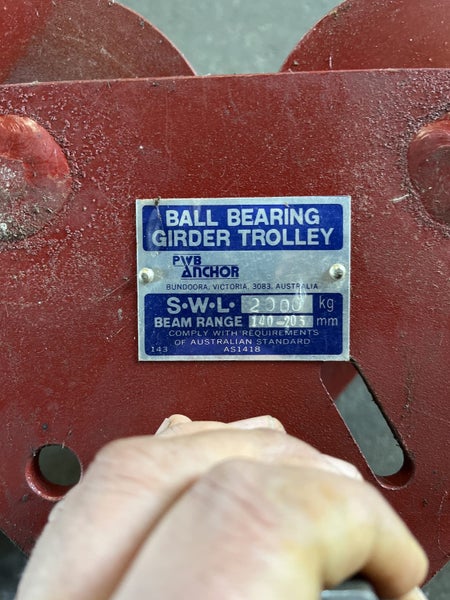 BALL BEARING
GIRDER TROLLEY
PWB
ANCHOR
BUNDOORA, VICTORIA, 3083, AUSTRALIA
S•W•L• 2000 kg
BEAM RANGE 140-203 mm
COMPLY WITH REQUIREMENTS
OF AUSTRALIAN STANDARD
143 AS1418